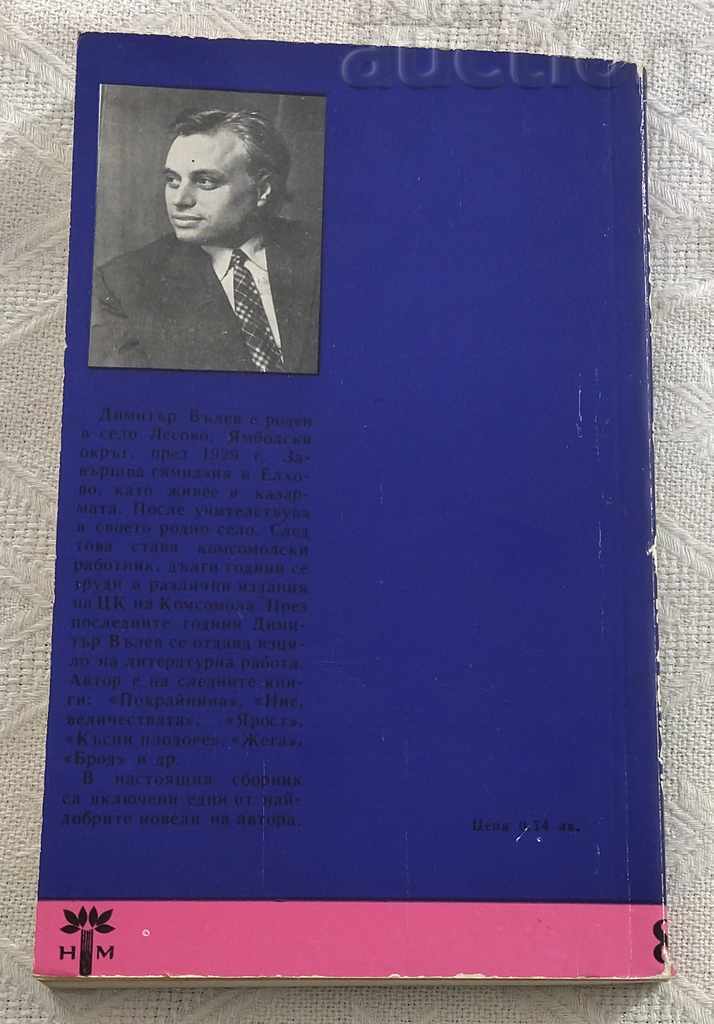 auction
Димитър Вълев е роден
в село Лесово, Ямболски
окръг, през 1929 г. За-
вършва гимназия в Елхо-
во, като живее в казар-
мата. После учителствува
в своето родно село. След
това става комсомолски
работник, дълги години се
труди в различни издания
на ЦК на Комсомола. През
последните години Дими-
тър Вълев се отдава изця-
ло на литературна работа.
Автор е на следните кни-
ги: «Покрайнина», «Ние,
величествата», «Ярост»,
«Късни плодове», «Жега»,
«Брод» и др.
В настоящия сборник
са включени едни от най-
добрите новели на автора.
Цена 0,74 лв.
Н М
8